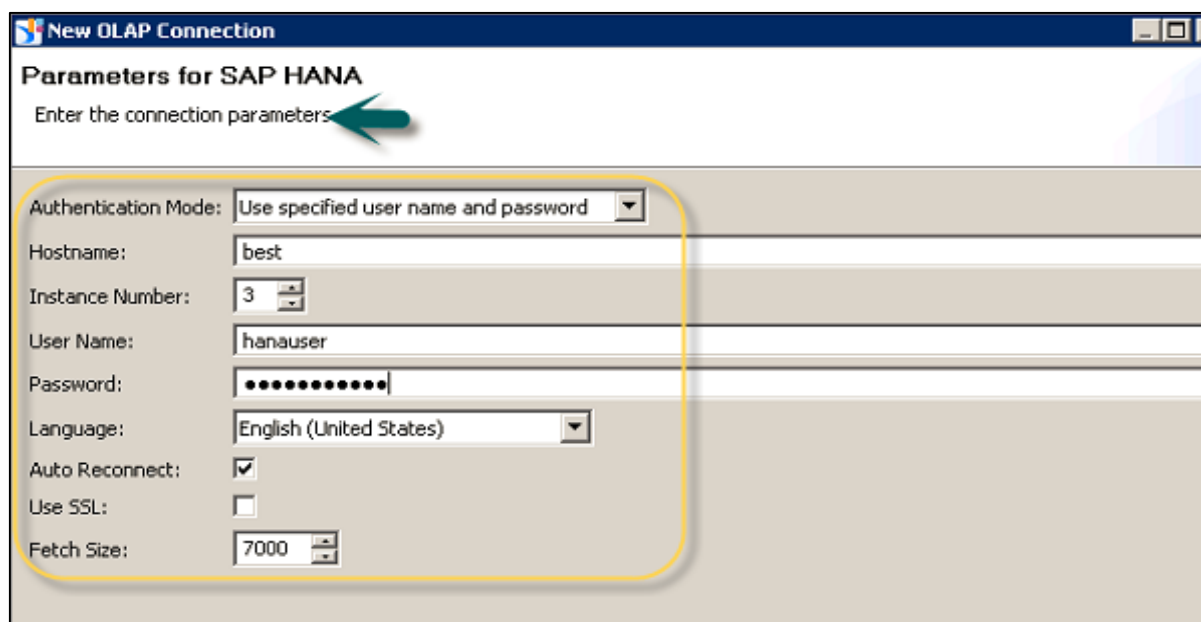 New OLAP Connection
Parameters for SAP HANA
Enter the connection parameters
Authentication Mode: Use specified user name and password
Hostname: best
Instance Number: 3
User Name: hanauser
Password: ●●●●●●●●●●●
Language: English (United States)
Auto Reconnect:
Use SSL:
Fetch Size: 7000